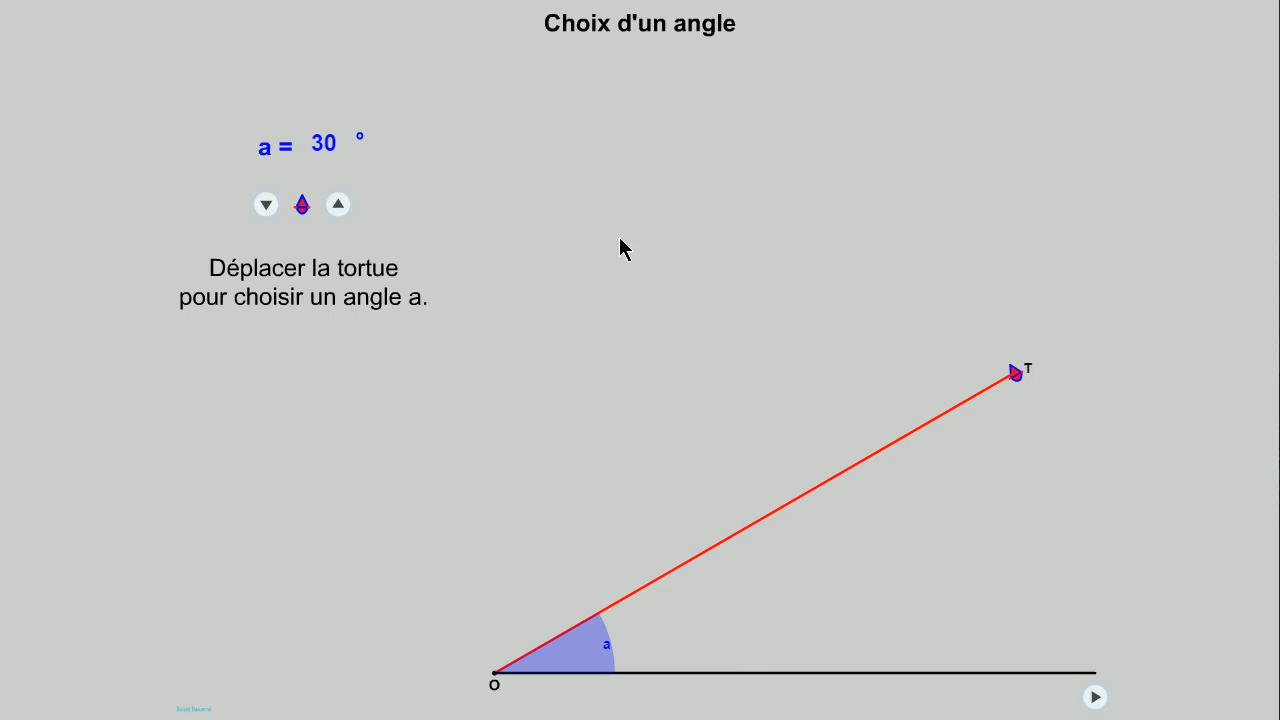 Choix d'un angle
a = 30 °
Déplacer la tortue
pour choisir un angle a.
T
a
O